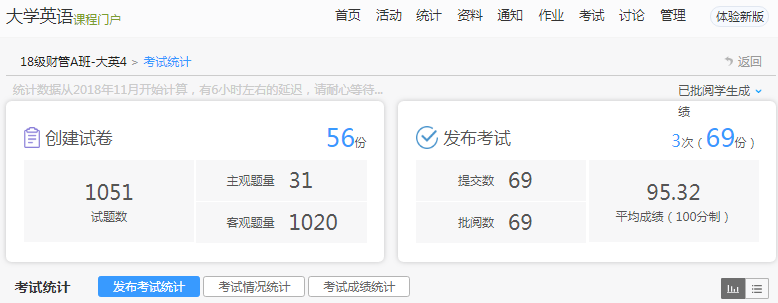 大学英语课程门户 首页 活动 统计 资料 通知 作业 考试 讨论 管理 体验新版
18级财管A班-大英4 > 考试统计 返回
统计数据从2018年11月开始计算，有6小时左右的延迟，请耐心等待... 已批阅学生成
绩
创建试卷 56份
1051
试题数
主观题量 31
客观题量 1020
发布考试 3次（69份）
提交数 69
批阅数 69
95.32
平均成绩（100分制）
考试统计 发布考试统计 考试情况统计 考试成绩统计